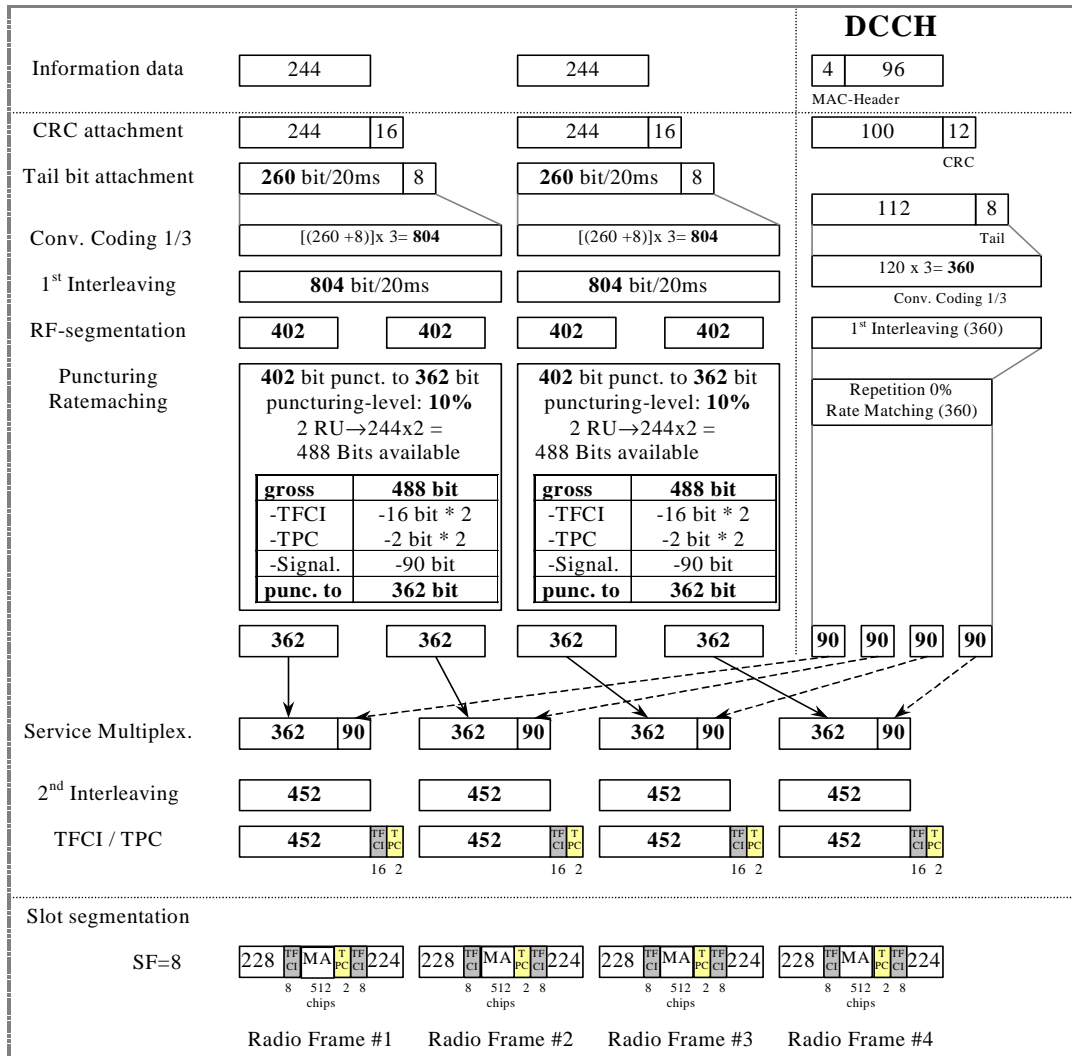 DCCH
Information data 244 244 4 96
MAC-Header
CRC attachment 244 16 244 16 100 12
CRC
Tail bit attachment 260 bit/20ms 8 260 bit/20ms 8
112 8
Tail
Conv. Coding 1/3 [(260 +8)]x 3= 804 [(260 +8)]x 3= 804
120 x 3= 360
Conv. Coding 1/3
1st Interleaving 804 bit/20ms 804 bit/20ms
RF-segmentation 402 402 402 402 1st Interleaving (360)
Puncturing
Ratemaching
402 bit punct. to 362 bit
puncturing-level: 10%
2 RU→244x2 =
488 Bits available
gross 488 bit
-TFCI -16 bit * 2
-TPC -2 bit * 2
-Signal. -90 bit
punc. to 362 bit
402 bit punct. to 362 bit
puncturing-level: 10%
2 RU→244x2 =
488 Bits available
gross 488 bit
-TFCI -16 bit * 2
-TPC -2 bit * 2
-Signal. -90 bit
punc. to 362 bit
Repetition 0%
Rate Matching (360)
362 362 362 362 90 90 90 90
Service Multiplex. 362 90 362 90 362 90 362 90
2nd Interleaving 452 452 452 452
TFCI / TPC 452 TFCI TPC 452 TFCI TPC 452 TFCI TPC 452 TFCI TPC
16 2 16 2 16 2 16 2
Slot segmentation
SF=8 228 TFCI MA TPC TFCI 224 228 TFCI MA TPC TFCI 224 228 TFCI MA TPC TFCI 224 228 TFCI MA TPC TFCI 224
8 512 2 8 8 512 2 8 8 512 2 8 8 512 2 8
chips chips chips chips
Radio Frame #1 Radio Frame #2 Radio Frame #3 Radio Frame #4